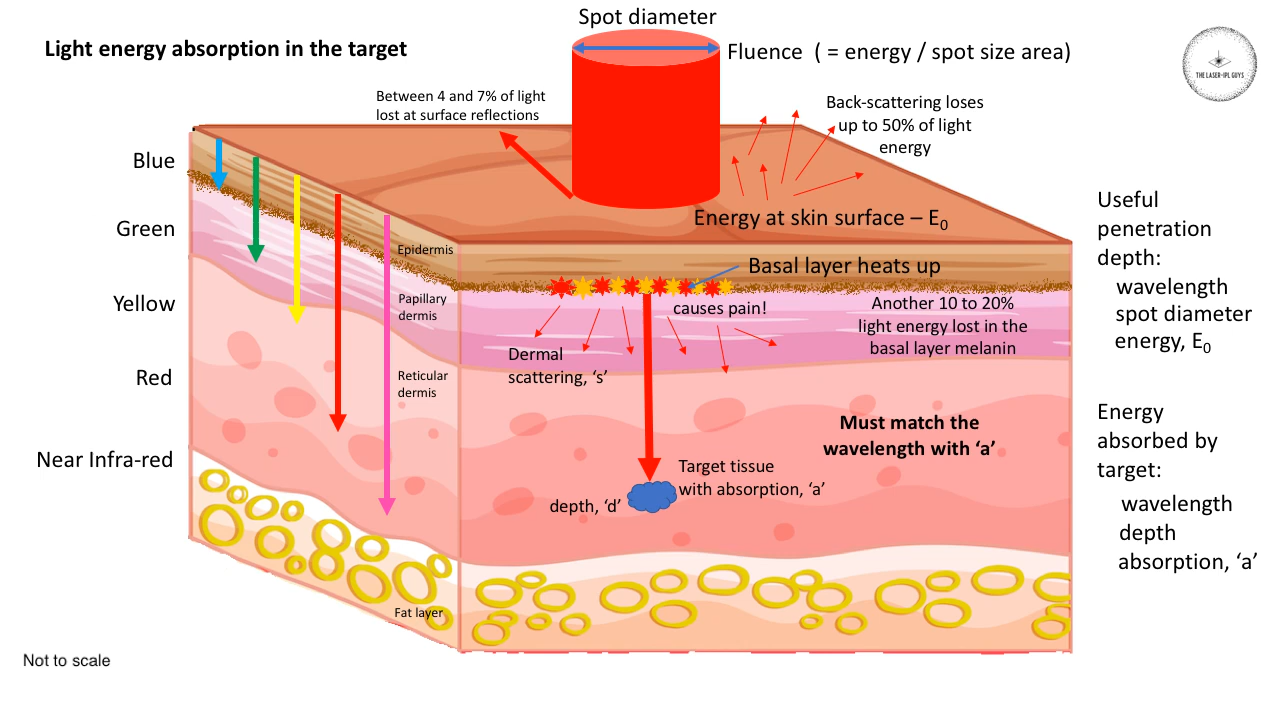 Spot diameter
Light energy absorption in the target
Fluence ( = energy / spot size area)
THE LASER-IPL GUYS
Between 4 and 7% of light
lost at surface reflections
Back-scattering loses
up to 50% of light
energy
Blue
Green
Yellow
Red
Near Infra-red
Energy at skin surface – E₀
Epidermis
Basal layer heats up
Papillary
dermis
causes pain!
Another 10 to 20%
light energy lost in the
basal layer melanin
Dermal
scattering, ‘s’
Reticular
dermis
Must match the
wavelength with ‘a’
Target tissue
with absorption, ‘a’
depth, ‘d’
Fat layer
Useful
penetration
depth:
wavelength
spot diameter
energy, E₀
Energy
absorbed by
target:
wavelength
depth
absorption, ‘a’
Not to scale